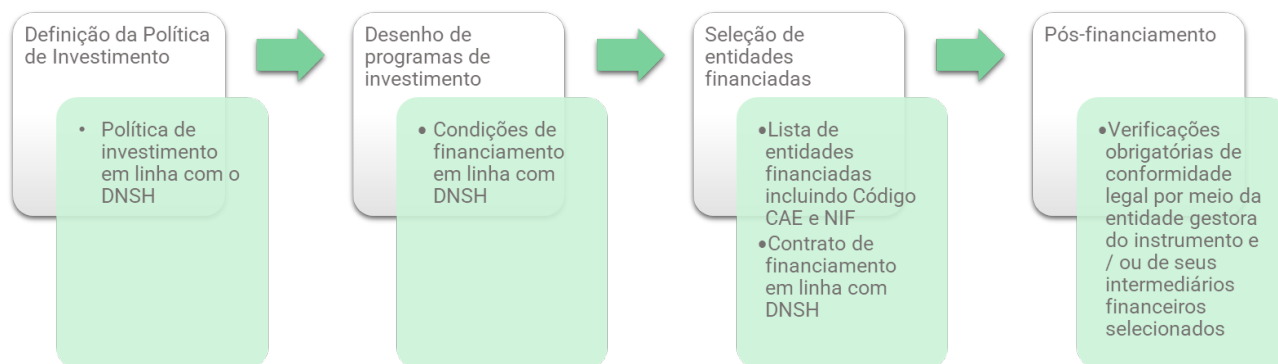 Definição da Política
de Investimento
• Política de
investimento
em linha com o
DNSH
Desenho de
programas de
investimento
• Condições de
financiamento
em linha com
DNSH
Seleção de
entidades
financiadas
•Lista de
entidades
financiadas
incluindo Código
CAE e NIF
•Contrato de
financiamento
em linha com
DNSH
Pós-financiamento
•Verificações
obrigatórias de
conformidade
legal por meio da
entidade gestora
do instrumento e
/ ou de seus
intermediários
financeiros
selecionados